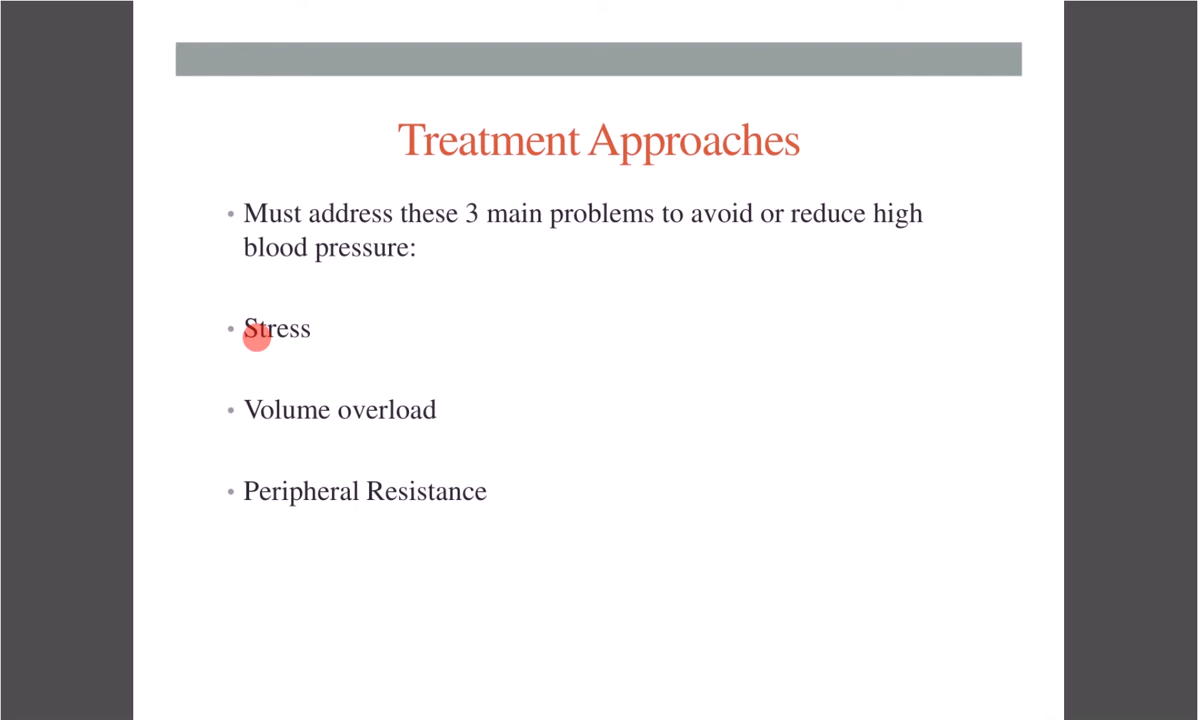 Treatment Approaches
• Must address these 3 main problems to avoid or reduce high
blood pressure:
• Stress
• Volume overload
• Peripheral Resistance